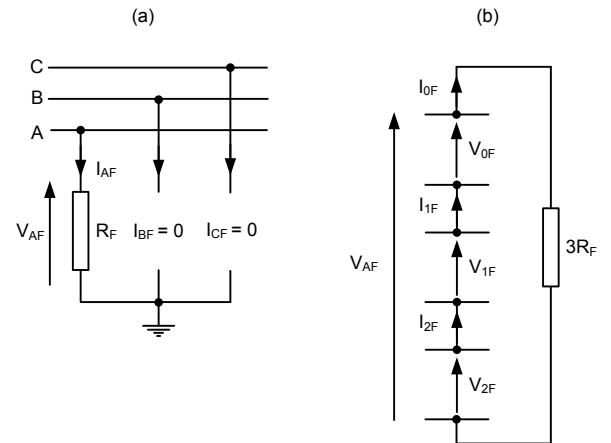 (a)
C
B
A
I_AF
V_AF
R_F
I_BF = 0
I_CF = 0
(b)
I_0F
V_0F
I_1F
V_AF
V_1F
3R_F
I_2F
V_2F